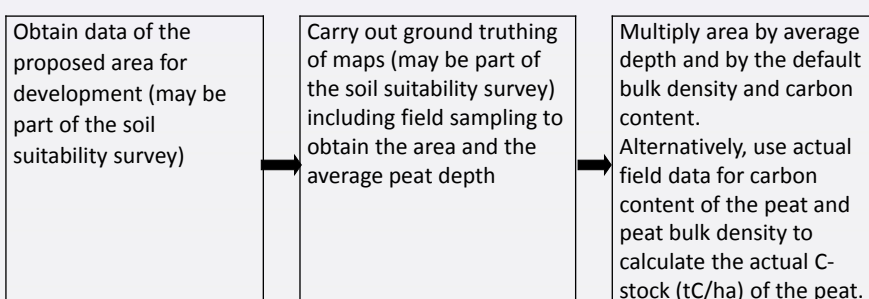 Obtain data of the
proposed area for
development (may be
part of the soil
suitability survey)
Carry out ground truthing
of maps (may be part of
the soil suitability survey)
including field sampling to
obtain the area and the
average peat depth
Multiply area by average
depth and by the default
bulk density and carbon
content.
Alternatively, use actual
field data for carbon
content of the peat and
peat bulk density to
calculate the actual C-
stock (tC/ha) of the peat.